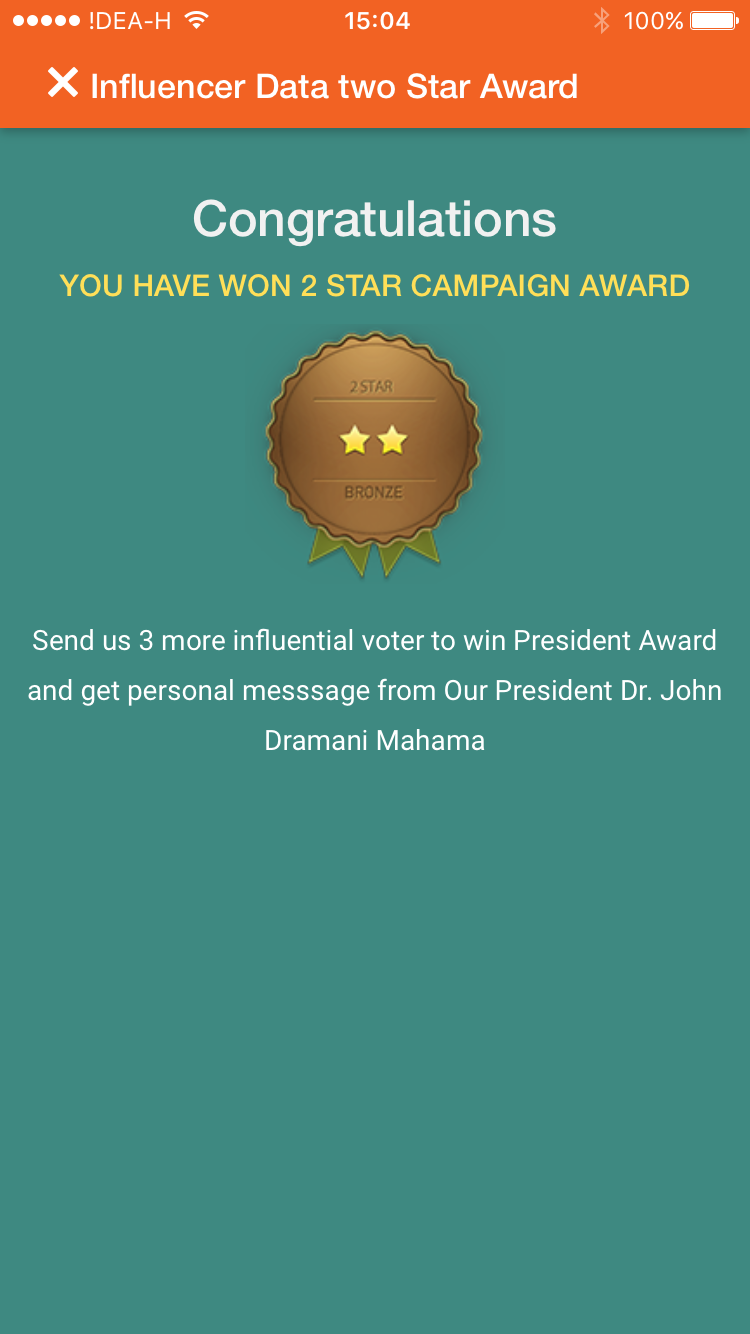 !DEA-H 15:04 100%
Influencer Data two Star Award
Congratulations
YOU HAVE WON 2 STAR CAMPAIGN AWARD
2 STAR
BRONZE
Send us 3 more influential voter to win President Award
and get personal messsage from Our President Dr. John
Dramani Mahama